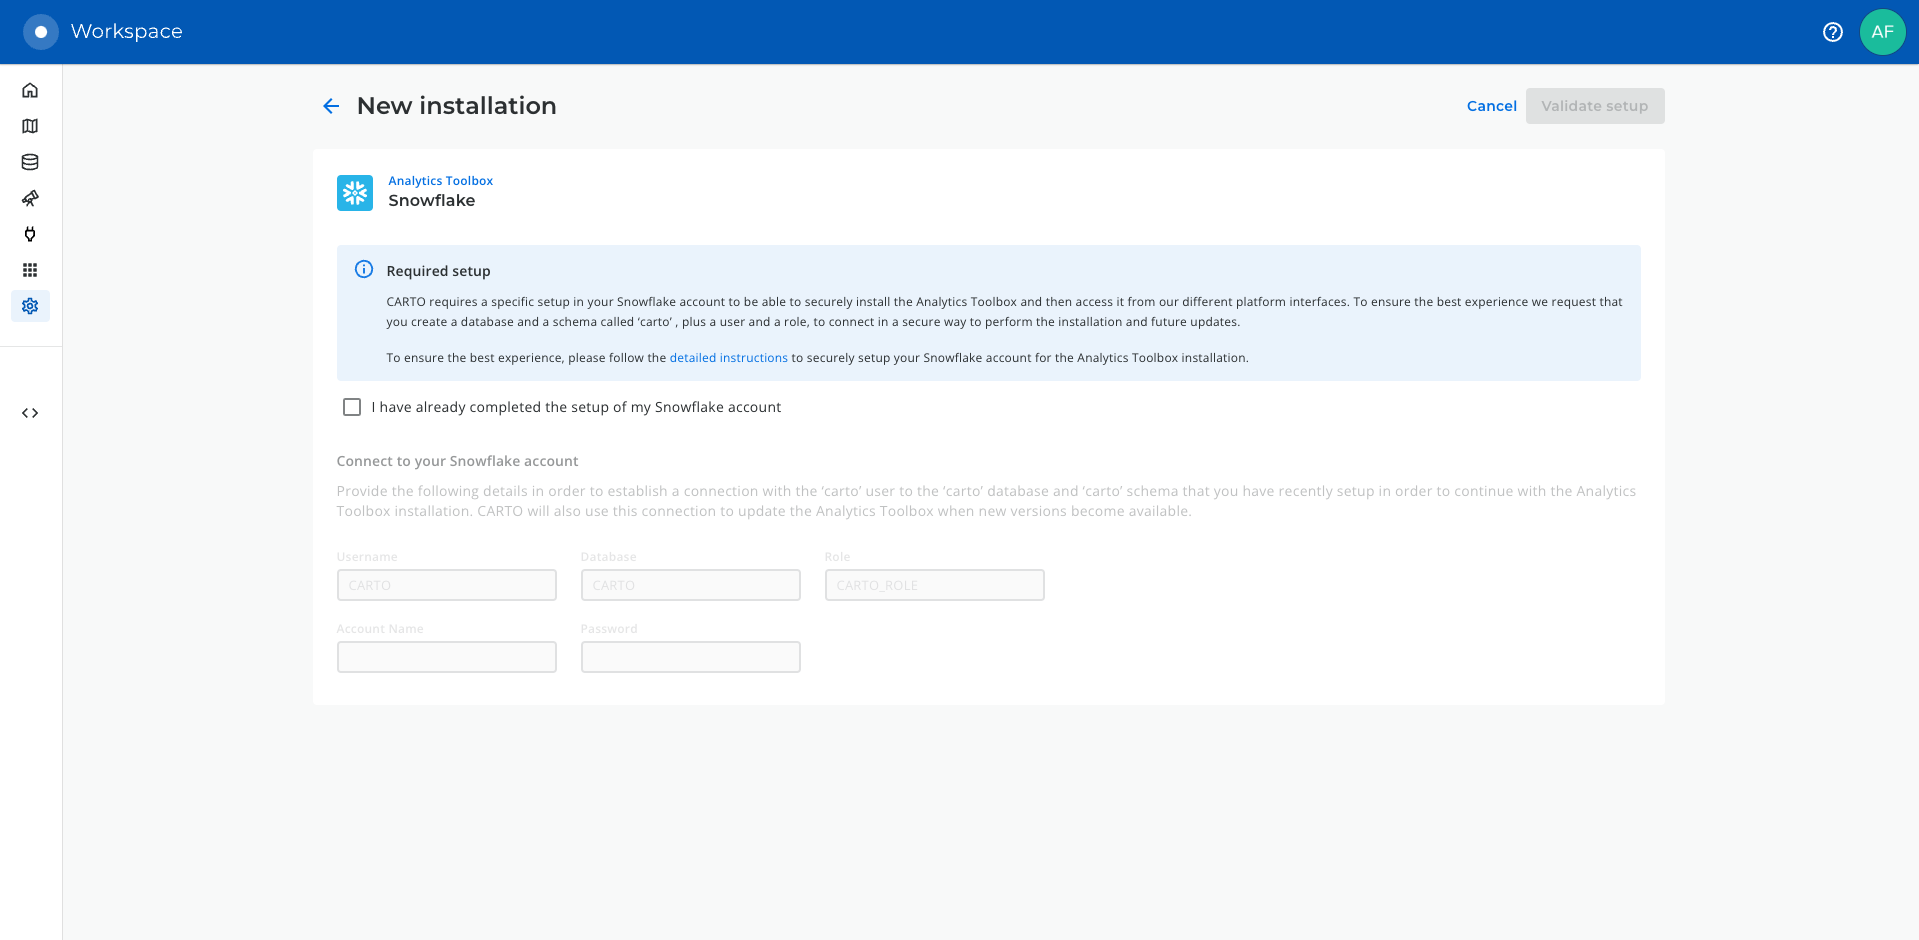 Workspace
AF
New installation
Cancel
Validate setup
Analytics Toolbox
Snowflake
Required setup
CARTO requires a specific setup in your Snowflake account to be able to securely install the Analytics Toolbox and then access it from our different platform interfaces. To ensure the best experience we request that
you create a database and a schema called ‘carto’ , plus a user and a role, to connect in a secure way to perform the installation and future updates.
To ensure the best experience, please follow the detailed instructions to securely setup your Snowflake account for the Analytics Toolbox installation.
I have already completed the setup of my Snowflake account
Connect to your Snowflake account
Provide the following details in order to establish a connection with the ‘carto’ user to the ‘carto’ database and ‘carto’ schema that you have recently setup in order to continue with the Analytics
Toolbox installation. CARTO will also use this connection to update the Analytics Toolbox when new versions become available.
Username
Database
Role
CARTO
CARTO
CARTO_ROLE
Account Name
Password